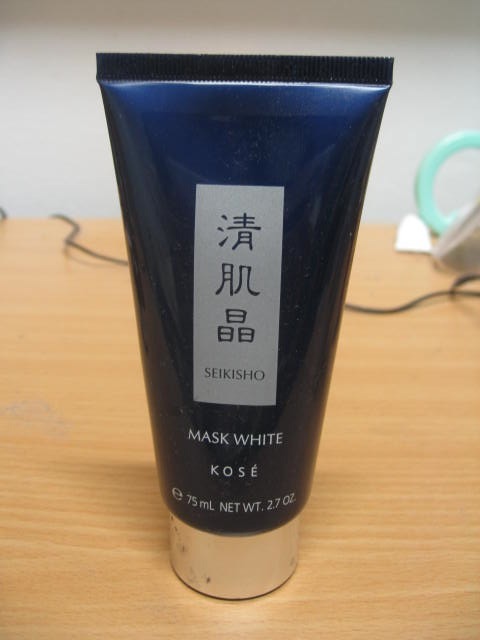 清
肌
晶
SEIKISHO
MASK WHITE
KOSÉ
℮ 75 mL NET WT. 2.7 OZ.